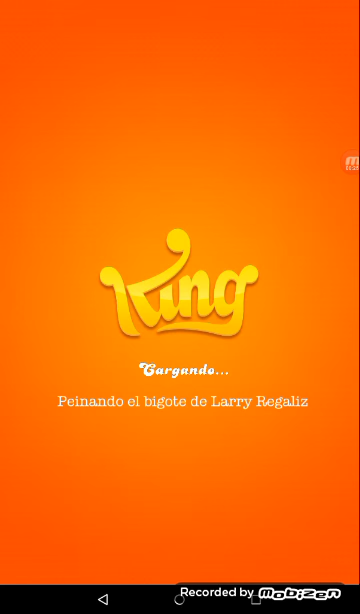 King
Cargando...
Peinando el bigote de Larry Regaliz
Recorded by mobizen